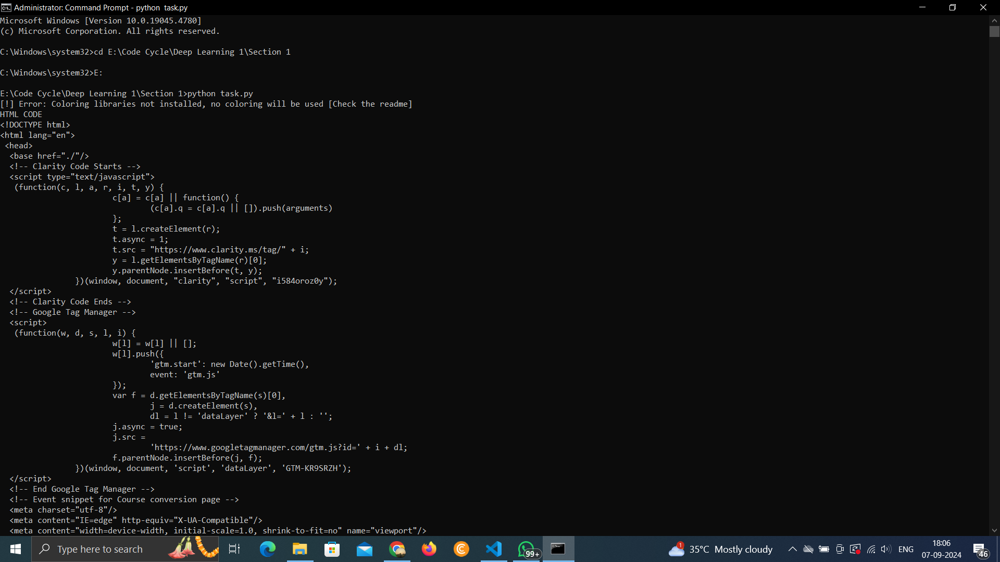 Administrator: Command Prompt - python  task.py
Microsoft Windows [Version 10.0.19045.4780]
(c) Microsoft Corporation. All rights reserved.
C:\Windows\system32>cd E:\Code Cycle\Deep Learning 1\Section 1
C:\Windows\system32>E:
E:\Code Cycle\Deep Learning 1\Section 1>python task.py
[!] Error: Coloring libraries not installed, no coloring will be used [Check the readme]
HTML CODE
<!DOCTYPE html>
<html lang="en">
 <head>
  <base href="./"/>
  <!-- Clarity Code Starts -->
  <script type="text/javascript">
   (function(c, l, a, r, i, t, y) {
                        c[a] = c[a] || function() {
                                (c[a].q = c[a].q || []).push(arguments)
                        };
                        t = l.createElement(r);
                        t.async = 1;
                        t.src = "https://www.clarity.ms/tag/" + i;
                        y = l.getElementsByTagName(r)[0];
                        y.parentNode.insertBefore(t, y);
                })(window, document, "clarity", "script", "i584oroz0y");
  </script>
  <!-- Clarity Code Ends -->
  <!-- Google Tag Manager -->
  <script>
   (function(w, d, s, l, i) {
                        w[l] = w[l] || [];
                        w[l].push({
                                'gtm.start': new Date().getTime(),
                                event: 'gtm.js'
                        });
                        var f = d.getElementsByTagName(s)[0],
                                j = d.createElement(s),
                                dl = l != 'dataLayer' ? '&l=' + l : '';
                        j.async = true;
                        j.src =
                                'https://www.googletagmanager.com/gtm.js?id=' + i + dl;
                        f.parentNode.insertBefore(j, f);
                })(window, document, 'script', 'dataLayer', 'GTM-KR9SRZH');
  </script>
  <!-- End Google Tag Manager -->
  <!-- Event snippet for Course conversion page -->
  <meta charset="utf-8"/>
  <meta content="IE=edge" http-equiv="X-UA-Compatible"/>
  <meta content="width=device-width, initial-scale=1.0, shrink-to-fit=no" name="viewport"/>
Type here to search
99+
1
35°C  Mostly cloudy
ENG
18:06
07-09-2024
46